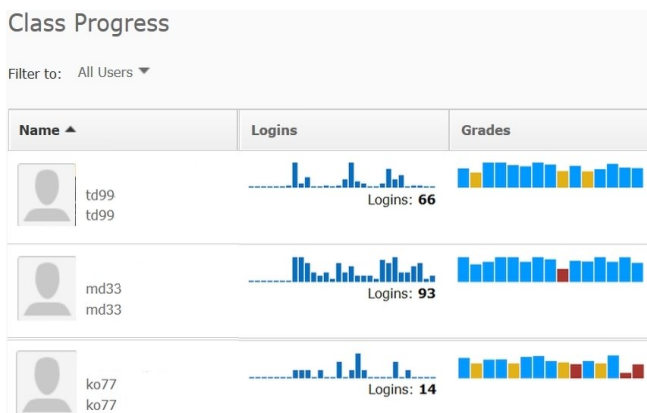 Class Progress
Filter to: All Users
Name Logins Grades
td99
td99
Logins: 66
md33
md33
Logins: 93
ko77
ko77
Logins: 14